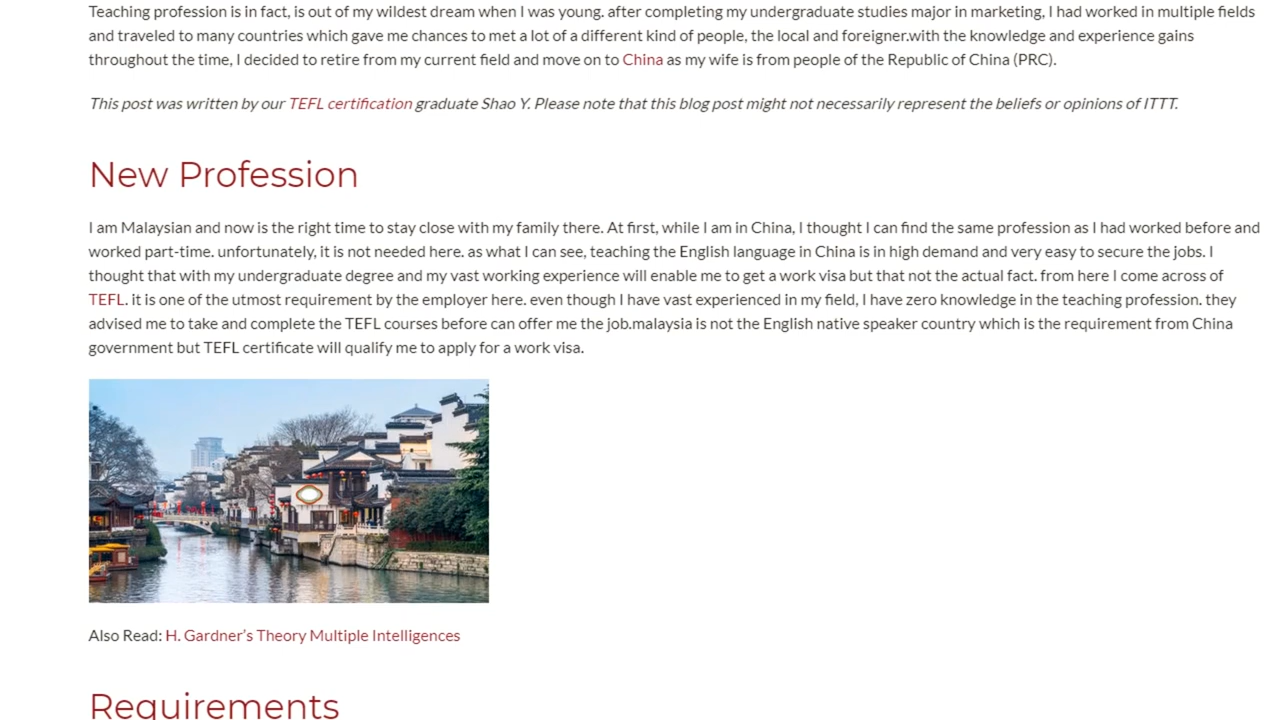 Teaching profession is in fact, is out of my wildest dream when I was young. after completing my undergraduate studies major in marketing, I had worked in multiple fields
and traveled to many countries which gave me chances to met a lot of a different kind of people, the local and foreigner.with the knowledge and experience gains
throughout the time, I decided to retire from my current field and move on to China as my wife is from people of the Republic of China (PRC).
This post was written by our TEFL certification graduate Shao Y. Please note that this blog post might not necessarily represent the beliefs or opinions of ITTT.
New Profession
I am Malaysian and now is the right time to stay close with my family there. At first, while I am in China, I thought I can find the same profession as I had worked before and
worked part-time. unfortunately, it is not needed here. as what I can see, teaching the English language in China is in high demand and very easy to secure the jobs. I
thought that with my undergraduate degree and my vast working experience will enable me to get a work visa but that not the actual fact. from here I come across of
TEFL. it is one of the utmost requirement by the employer here. even though I have vast experienced in my field, I have zero knowledge in the teaching profession. they
advised me to take and complete the TEFL courses before can offer me the job.malaysia is not the English native speaker country which is the requirement from China
government but TEFL certificate will qualify me to apply for a work visa.
Also Read: H. Gardner's Theory Multiple Intelligences
Requirements